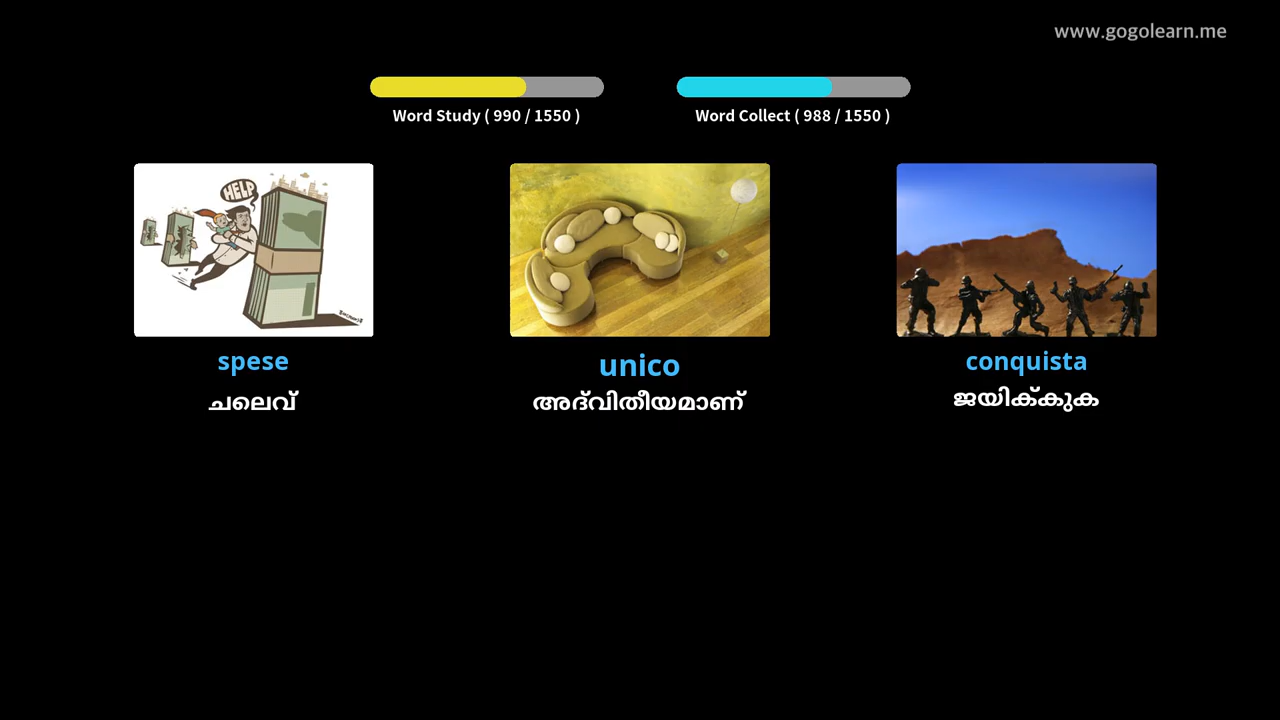 www.gogolearn.me
Word Study ( 990 / 1550 )
Word Collect ( 988 / 1550 )
HELP
spese
unico
conquista
ചലെവ്
അദ്‌വിതീയമാണ്
ജയിക്കുക